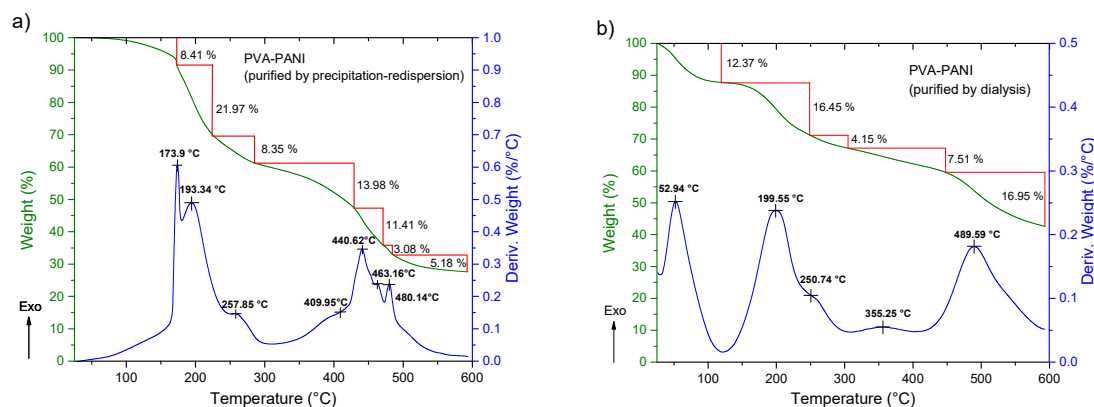 a)
PVA-PANI
(purified by precipitation-redispersion)
8.41 %
21.97 %
8.35 %
13.98 %
11.41 %
3.08 %
5.18 %
173.9 °C
193.34 °C
257.85 °C
409.95°C
440.62°C
463.16°C
480.14°C
Weight (%)
100
90
80
70
60
50
40
30
20
10
0
Exo
Deriv. Weight (%/°C)
1.0
0.9
0.8
0.7
0.6
0.5
0.4
0.3
0.2
0.1
0.0
100
200
300
400
500
600
Temperature (°C)
b)
PVA-PANI
(purified by dialysis)
12.37 %
16.45 %
4.15 %
7.51 %
16.95 %
52.94 °C
199.55 °C
250.74 °C
355.25 °C
489.59 °C
Weight (%)
100
90
80
70
60
50
40
30
20
10
0
Exo
Deriv. Weight (%/°C)
0.5
0.4
0.3
0.2
0.1
0.0
100
200
300
400
500
600
Temperature (°C)